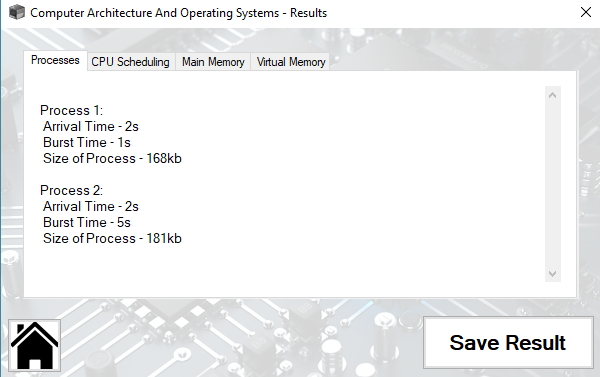 Computer Architecture And Operating Systems - Results
Processes CPU Scheduling Main Memory Virtual Memory
Process 1:
Arrival Time - 2s
Burst Time - 1s
Size of Process - 168kb
Process 2:
Arrival Time - 2s
Burst Time - 5s
Size of Process - 181kb
Save Result